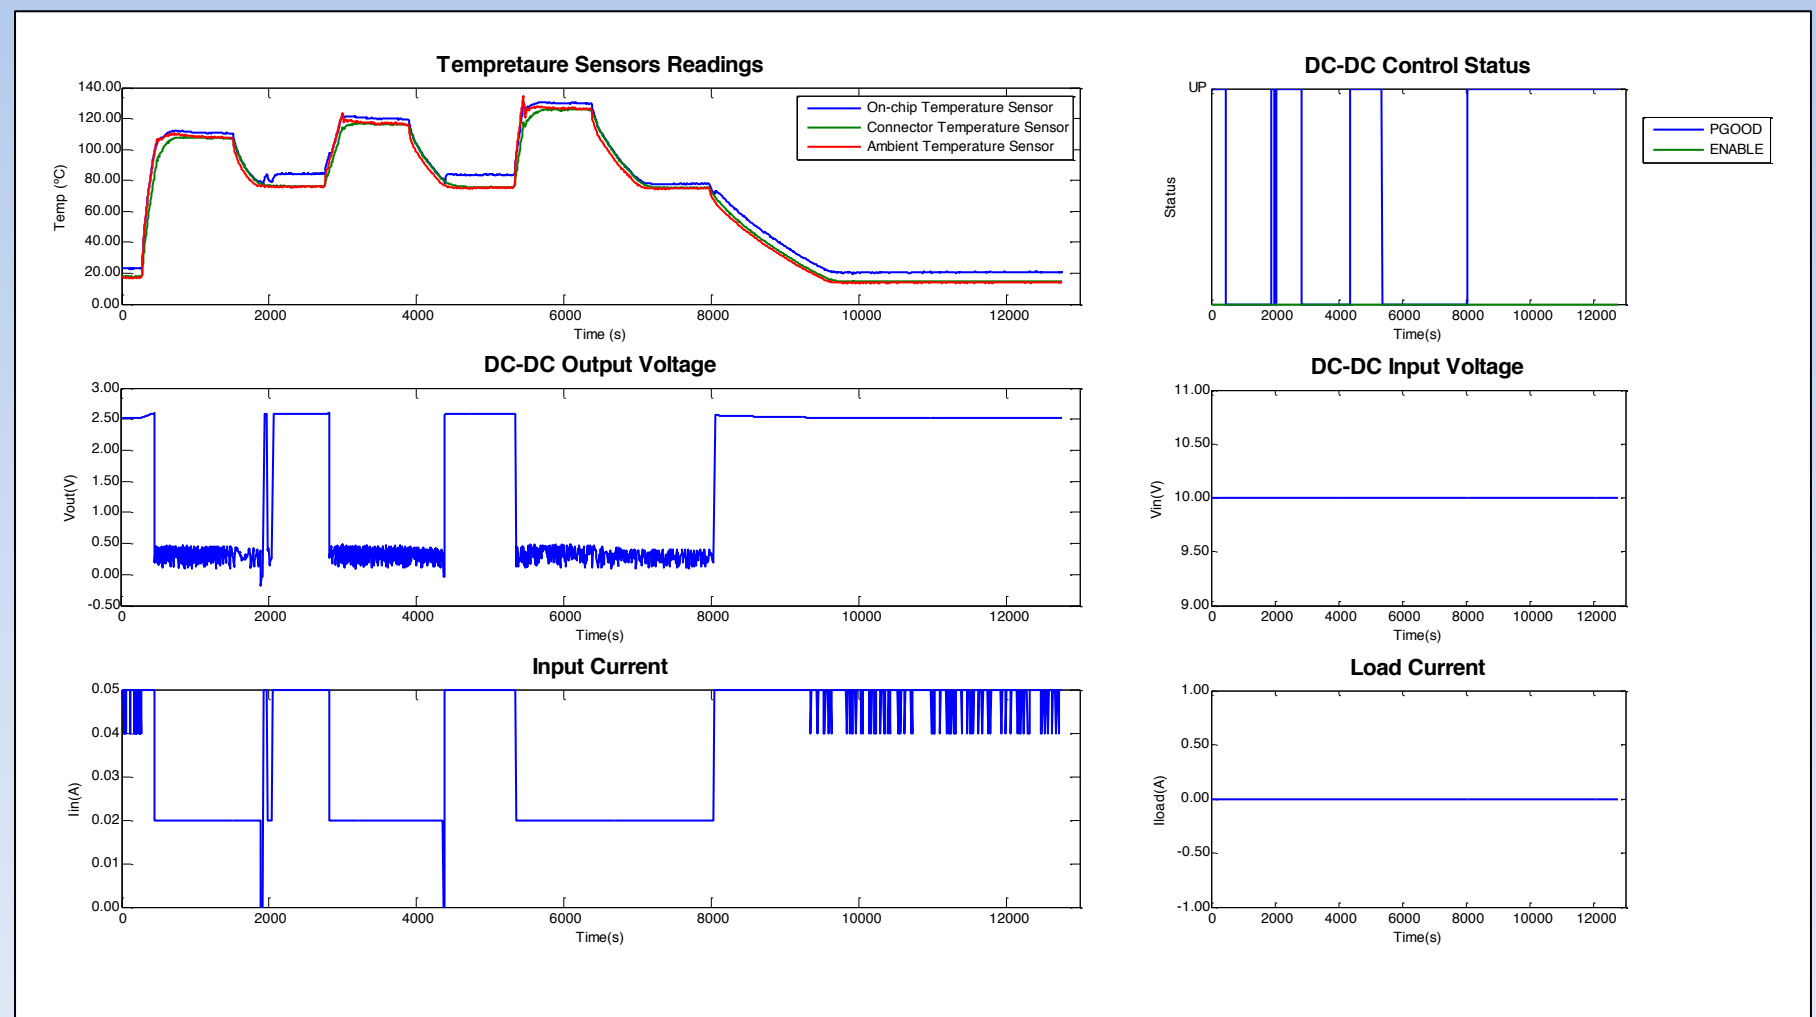 Tempretaure Sensors Readings
140.00
120.00
100.00
80.00
60.00
40.00
20.00
0.00
Temp (ºC)
0 2000 4000 6000 8000 10000 12000
Time (s)
On-chip Temperature Sensor
Connector Temperature Sensor
Ambient Temperature Sensor
DC-DC Control Status
UP
Status
0 2000 4000 6000 8000 10000 12000
Time(s)
PGOOD
ENABLE
DC-DC Output Voltage
3.00
2.50
2.00
1.50
1.00
0.50
0.00
-0.50
Vout(V)
0 2000 4000 6000 8000 10000 12000
Time(s)
DC-DC Input Voltage
11.00
10.50
10.00
9.50
9.00
Vin(V)
0 2000 4000 6000 8000 10000 12000
Time(s)
Input Current
0.05
0.04
0.03
0.02
0.01
0.00
Iin(A)
0 2000 4000 6000 8000 10000 12000
Time(s)
Load Current
1.00
0.50
0.00
-0.50
-1.00
Iload(A)
0 2000 4000 6000 8000 10000 12000
Time(s)